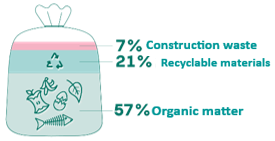 7% Construction waste
21% Recyclable materials
57% Organic matter